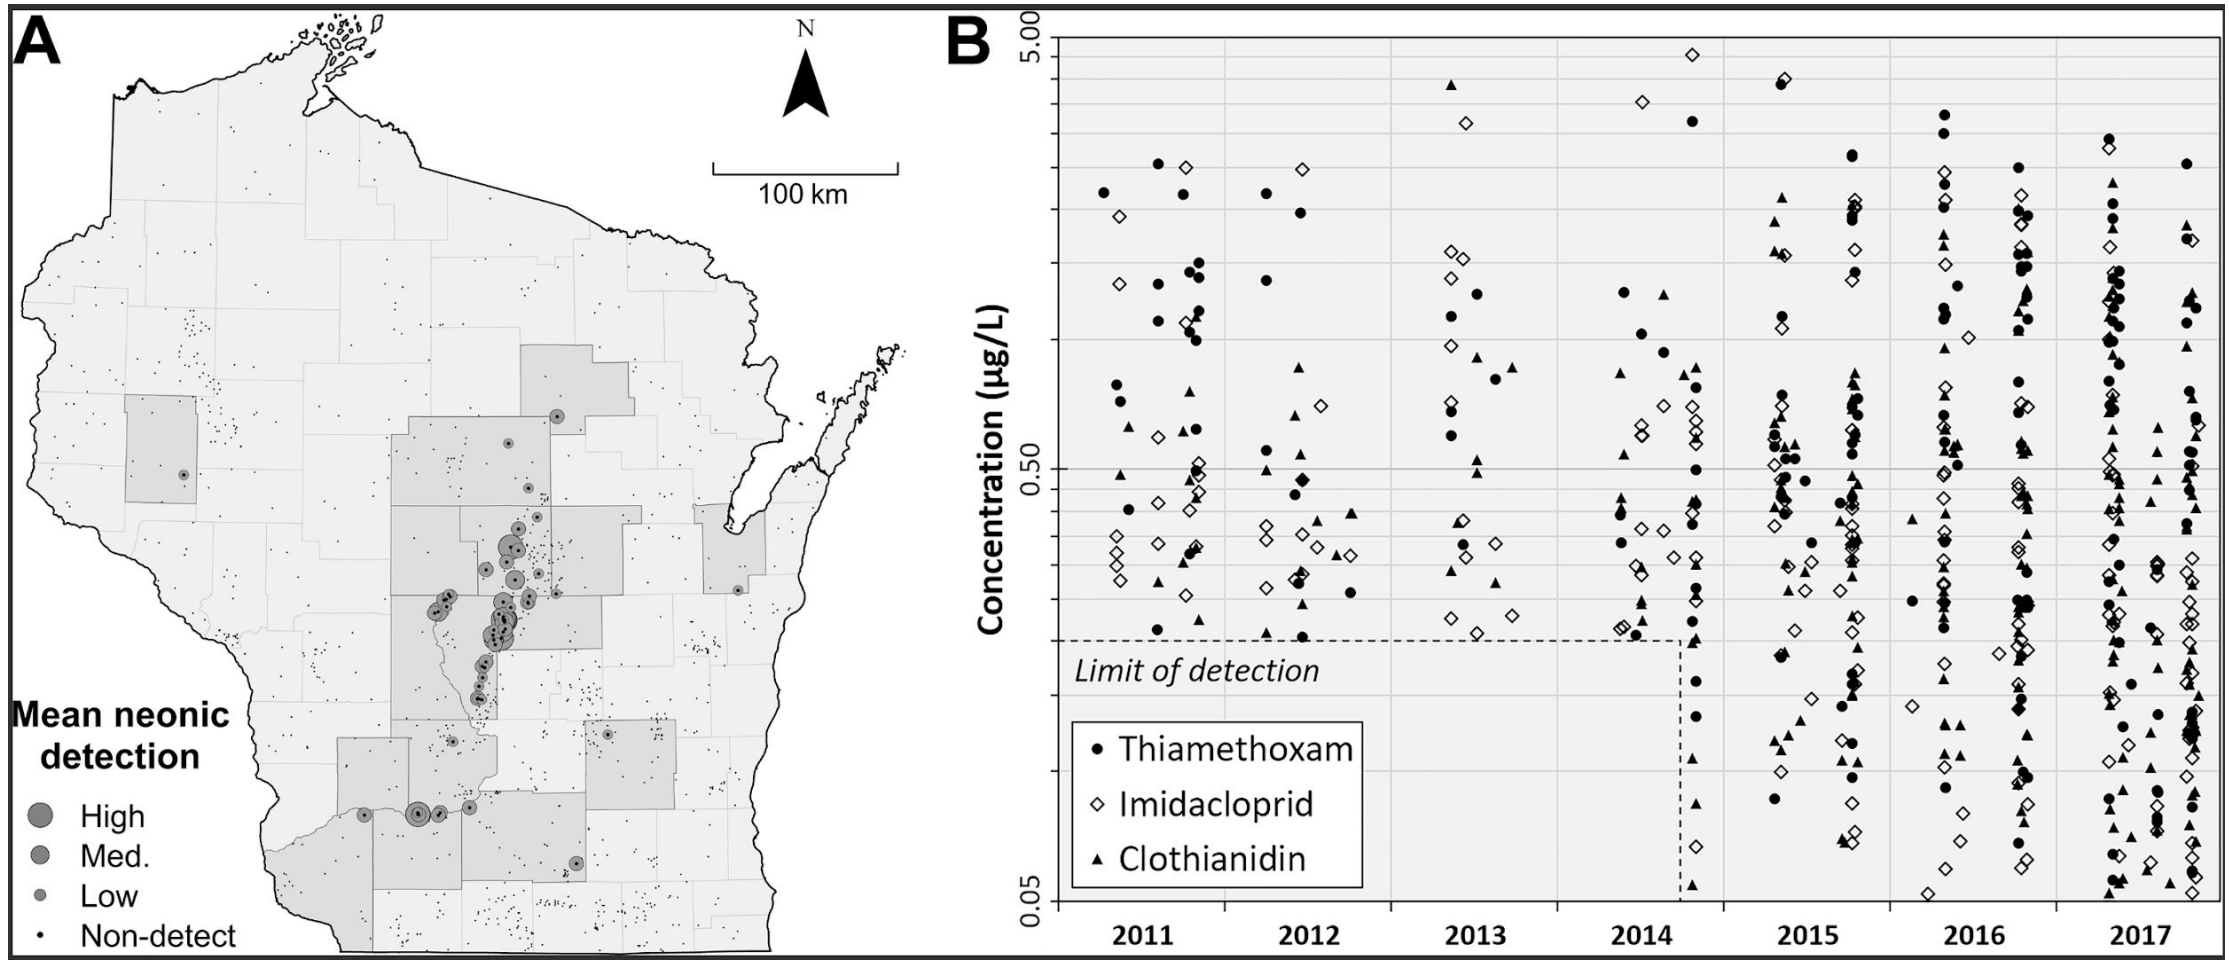 A
N
100 km
Mean neonic
detection
High
Med.
Low
Non-detect
B
Concentration (µg/L)
5.00
0.50
0.05
Limit of detection
Thiamethoxam
Imidacloprid
Clothianidin
2011 2012 2013 2014 2015 2016 2017